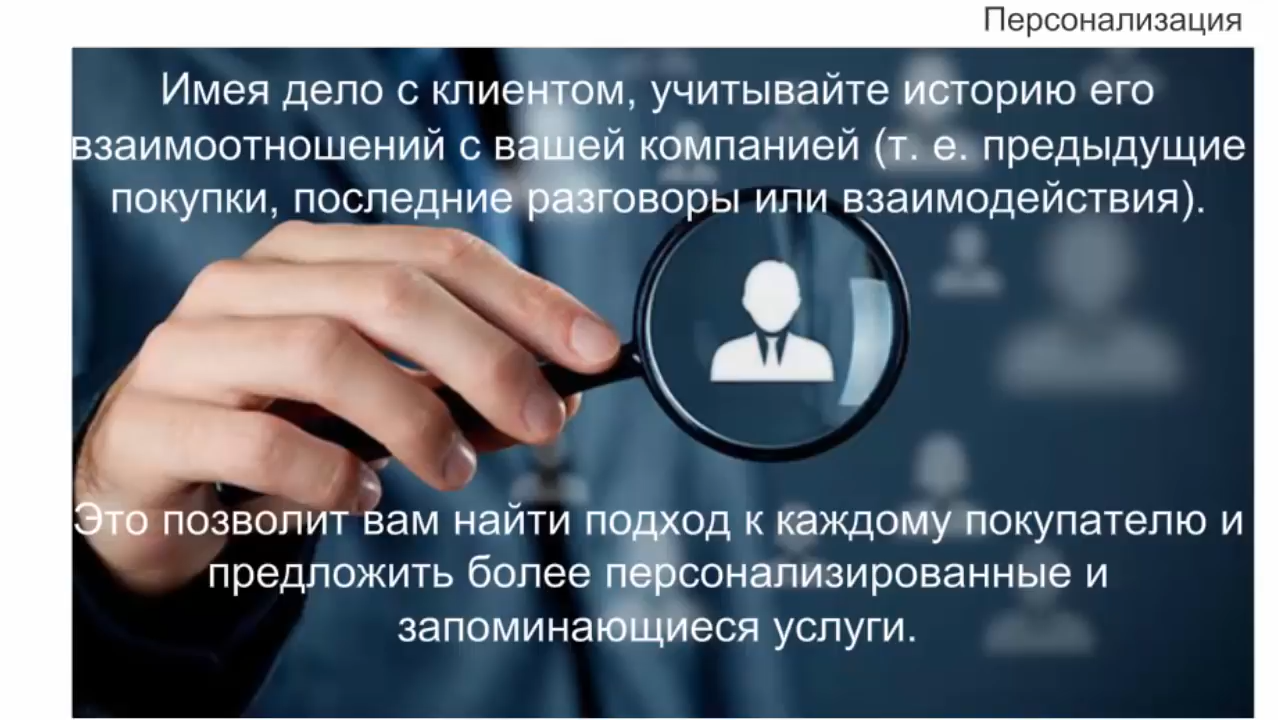 Персонализация
Имея дело с клиентом, учитывайте историю его
взаимоотношений с вашей компанией (т. е. предыдущие
покупки, последние разговоры или взаимодействия).
Это позволит вам найти подход к каждому покупателю и
предложить более персонализированные и
запоминающиеся услуги.